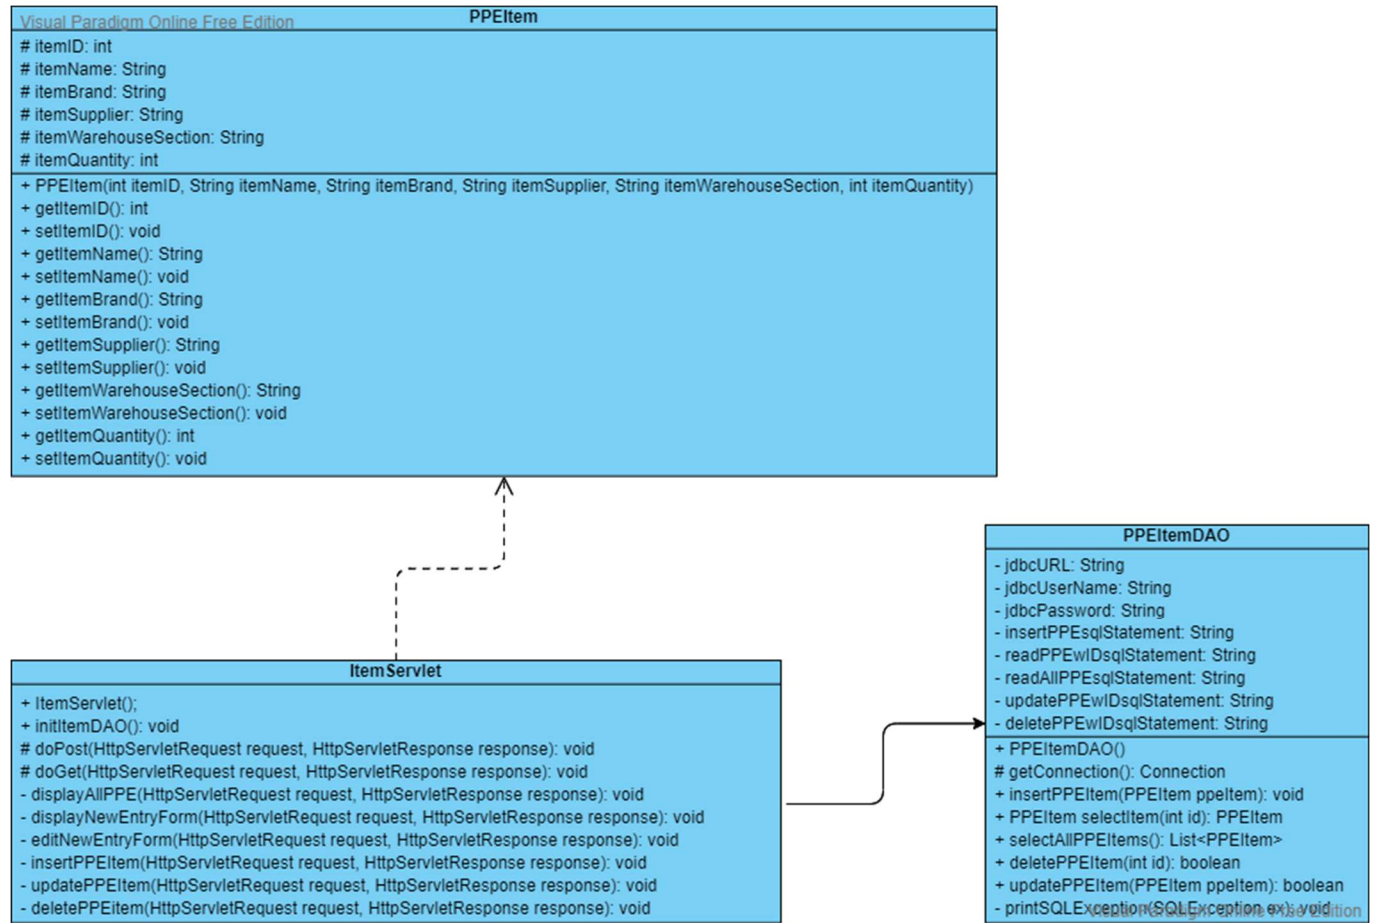 Visual Paradigm Online Free Edition
PPEItem
# itemID: int
# itemName: String
# itemBrand: String
# itemSupplier: String
# itemWarehouseSection: String
# itemQuantity: int
+ PPEItem(int itemID, String itemName, String itemBrand, String itemSupplier, String itemWarehouseSection, int itemQuantity)
+ getItemID(): int
+ setItemID(): void
+ getItemName(): String
+ setItemName(): void
+ getItemBrand(): String
+ setItemBrand(): void
+ getItemSupplier(): String
+ setItemSupplier(): void
+ getItemWarehouseSection(): String
+ setItemWarehouseSection(): void
+ getItemQuantity(): int
+ setItemQuantity(): void
ItemServlet
+ ItemServlet();
+ initItemDAO(): void
# doPost(HttpServletRequest request, HttpServletResponse response): void
# doGet(HttpServletRequest request, HttpServletResponse response): void
- displayAllPPE(HttpServletRequest request, HttpServletResponse response): void
- displayNewEntryForm(HttpServletRequest request, HttpServletResponse response): void
- editNewEntryForm(HttpServletRequest request, HttpServletResponse response): void
- insertPPEItem(HttpServletRequest request, HttpServletResponse response): void
- updatePPEItem(HttpServletRequest request, HttpServletResponse response): void
- deletePPEitem(HttpServletRequest request, HttpServletResponse response): void
PPEItemDAO
- jdbcURL: String
- jdbcUserName: String
- jdbcPassword: String
- insertPPEsqlStatement: String
- readPPEwIDsqlStatement: String
- readAllPPEsqlStatement: String
- updatePPEwIDsqlStatement: String
- deletePPEwIDsqlStatement: String
+ PPEItemDAO()
# getConnection(): Connection
+ insertPPEItem(PPEItem ppeItem): void
+ PPEItem selectItem(int id): PPEItem
+ selectAllPPEItems(): List<PPEItem>
+ deletePPEItem(int id): boolean
+ updatePPEItem(PPEItem ppeItem): boolean
- printSQLException(SQLException ex): void
Visual Paradigm Online Free Edition